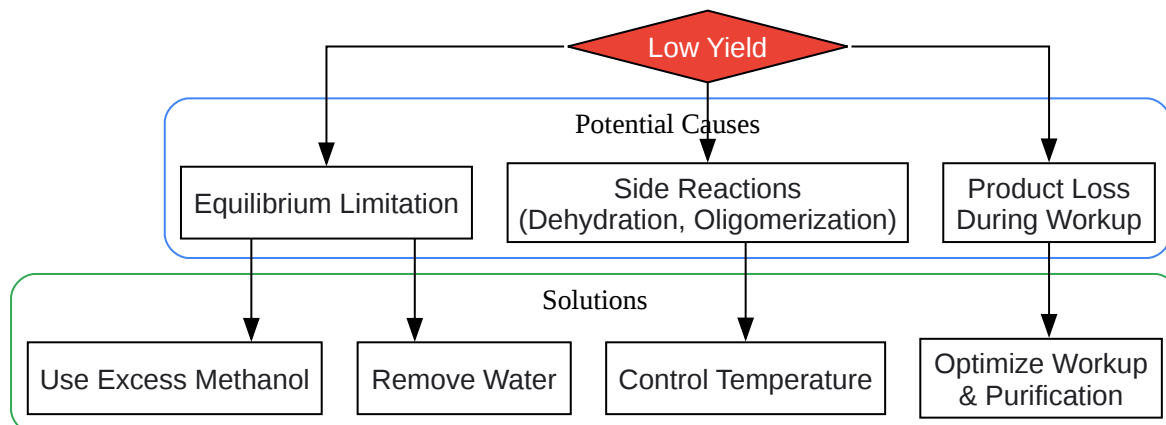 Low Yield
Potential Causes
Equilibrium Limitation
Side Reactions
(Dehydration, Oligomerization)
Product Loss
During Workup
Solutions
Use Excess Methanol
Remove Water
Control Temperature
Optimize Workup
& Purification